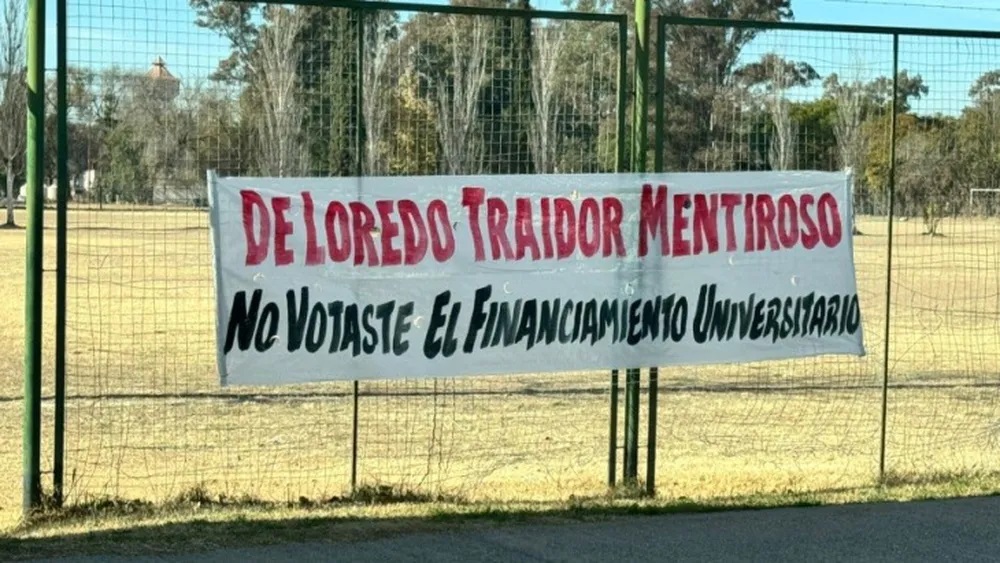 DE LOREDO TRAIDOR MENTIROSO
NO VOTASTE EL FINANCIAMIENTO UNIVERSITARIO